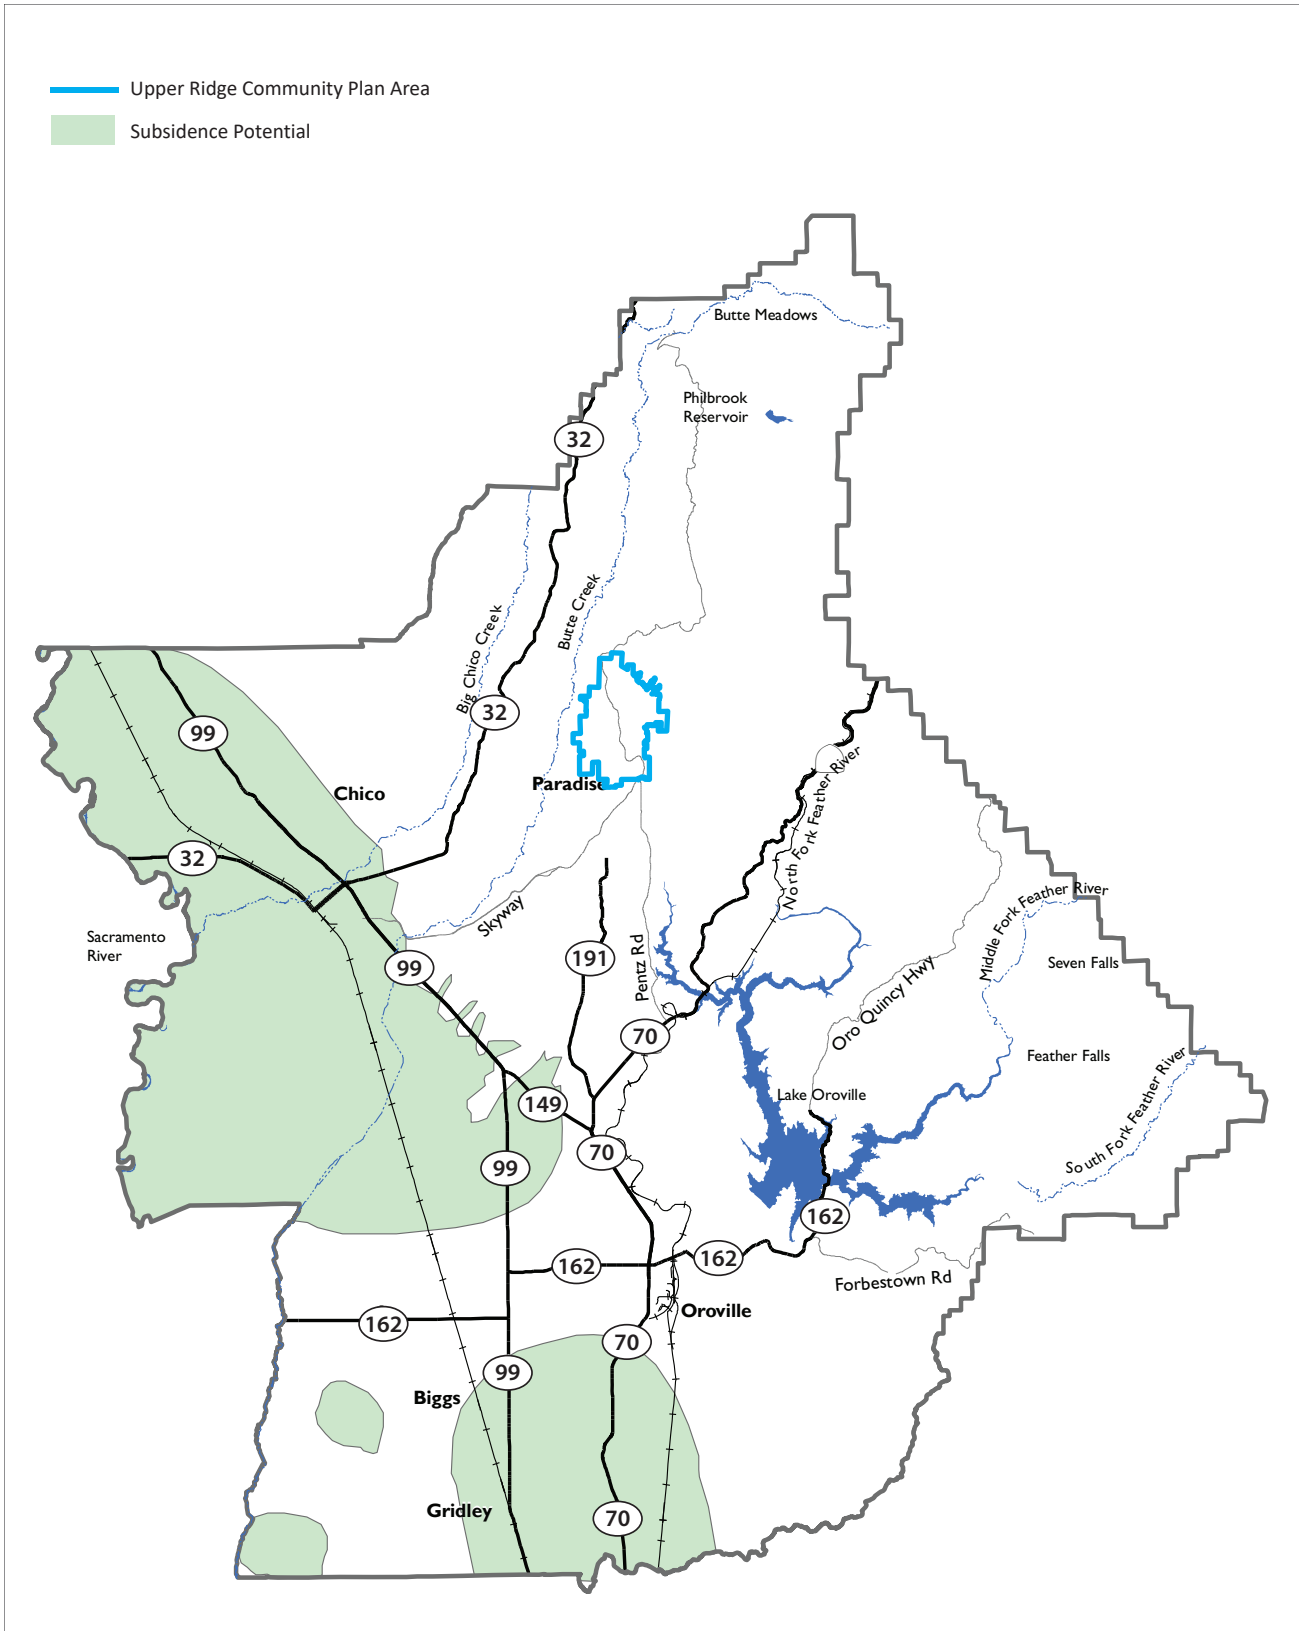 Upper Ridge Community Plan Area
Subsidence Potential
Butte Meadows
Philbrook
Reservoir
32
Butte Creek
Big Chico Creek
32
99
Chico
Paradise
North Fork Feather River
32
Middle Fork Feather River
Skyway
Sacramento
River
99
191
Pentz Rd
Seven Falls
Oro Quincy Hwy
70
Feather Falls
Lake Oroville
149
South Fork Feather River
70
99
162
162
162
Forbestown Rd
Oroville
162
70
99
Biggs
Gridley
70